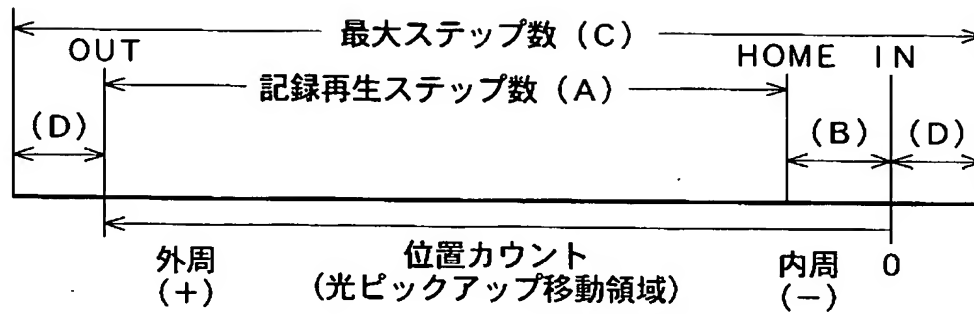 最大ステップ数(C)
OUT
HOME
IN
記録再生ステップ数(A)
(D)
(B)
(D)
外周
(+)
位置カウント
(光ピックアップ移動領域)
内周
(-)
0